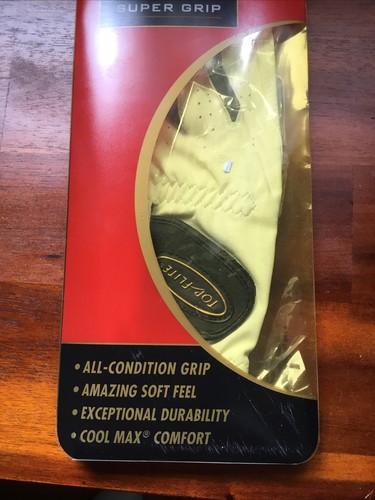 SUPER GRIP
TOP-FLITE
• ALL-CONDITION GRIP
• AMAZING SOFT FEEL
• EXCEPTIONAL DURABILITY
• COOL MAX® COMFORT